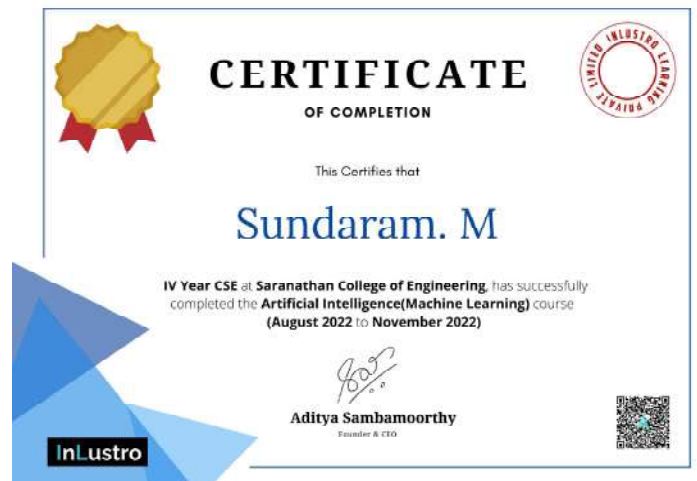 CERTIFICATE
OF COMPLETION
INLUSTRO LEARNING PRIVATE LIMITED
This Certifies that
Sundaram. M
IV Year CSE at Saranathan College of Engineering, has successfully
completed the Artificial Intelligence(Machine Learning) course
(August 2022 to November 2022)
Aditya Sambamoorthy
Founder & CEO
InLustro